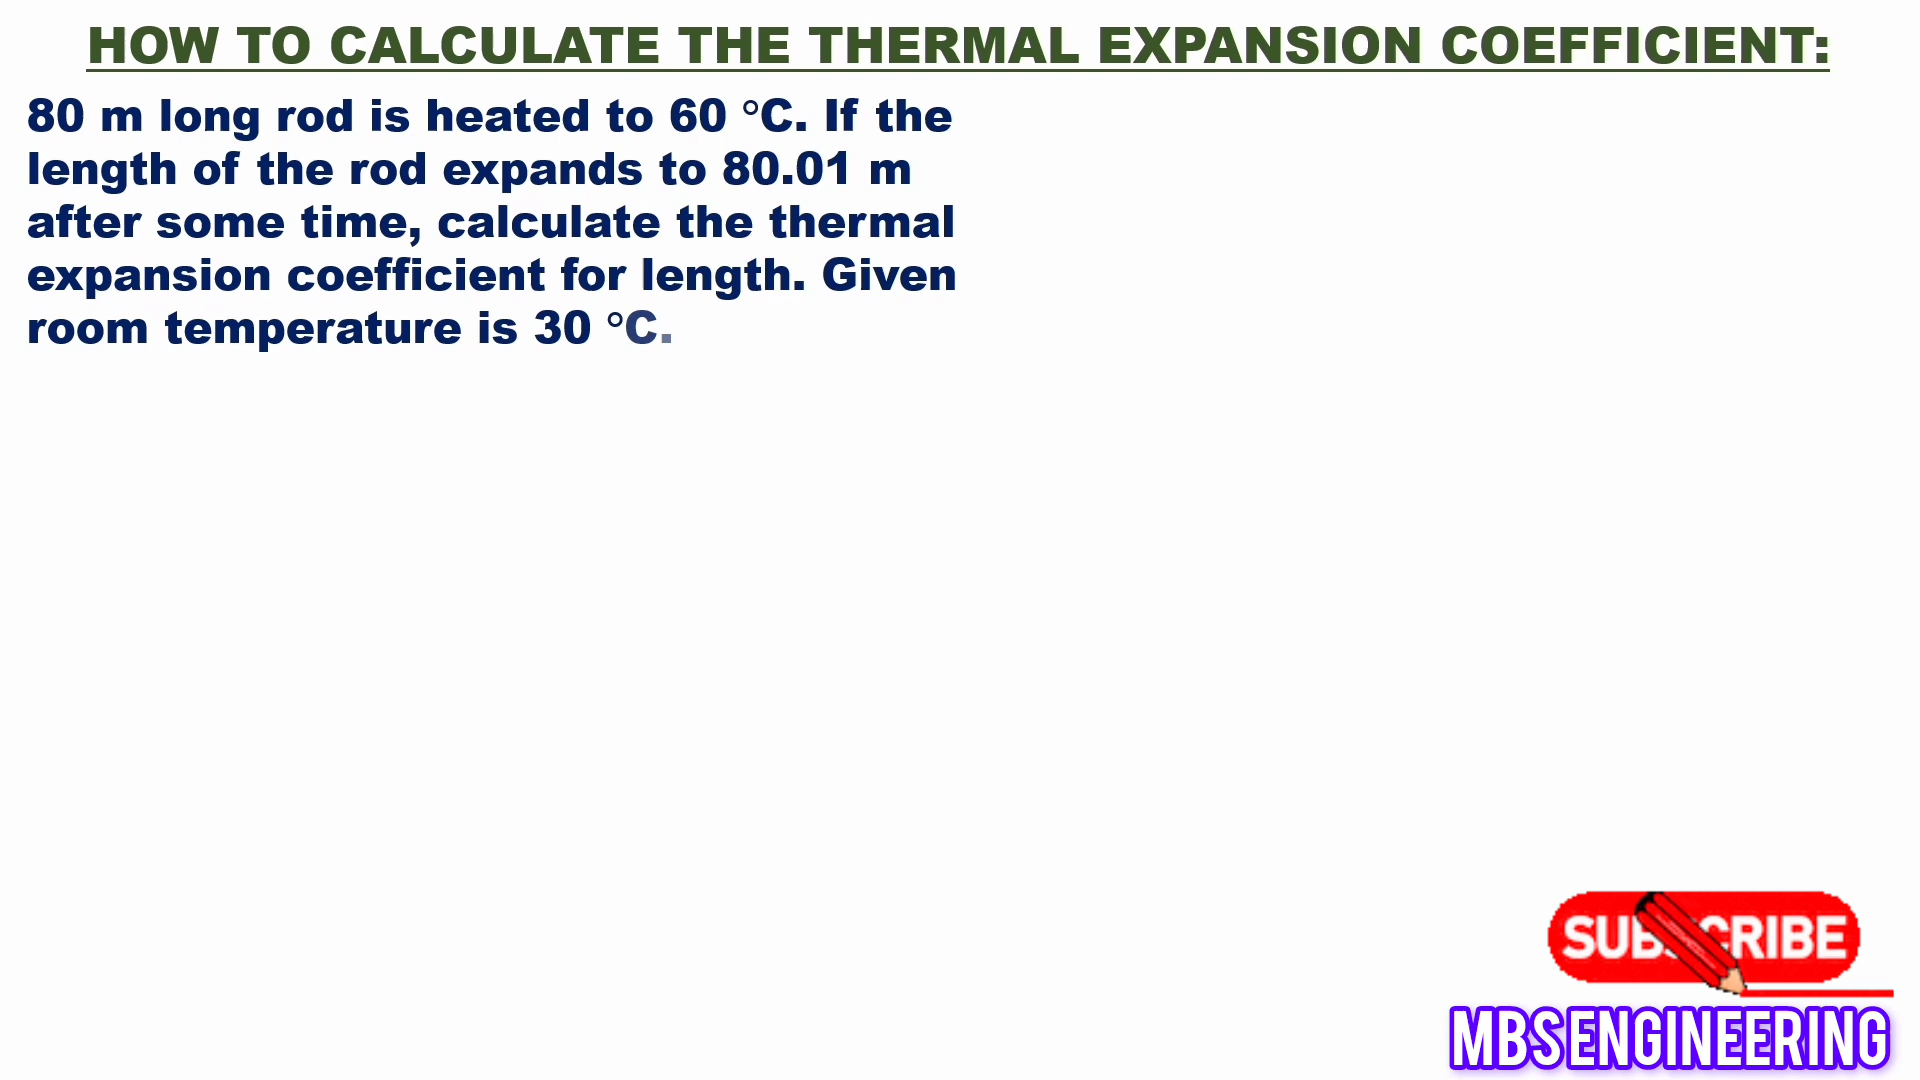 HOW TO CALCULATE THE THERMAL EXPANSION COEFFICIENT:
80 m long rod is heated to 60 °C. If the
length of the rod expands to 80.01 m
after some time, calculate the thermal
expansion coefficient for length. Given
room temperature is 30 °C.
SUBSCRIBE
MBSENGINEERING